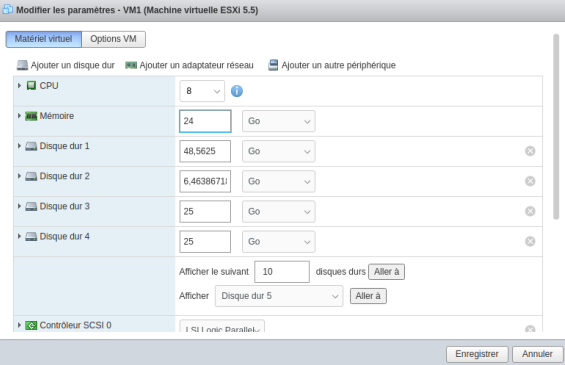 Modifier les paramètres - VM1 (Machine virtuelle ESXi 5.5)
Matériel virtuel Options VM
Ajouter un disque dur Ajouter un adaptateur réseau Ajouter un autre périphérique
CPU 8
Mémoire 24 Go
Disque dur 1 48,5625 Go
Disque dur 2 6,4638671 Go
Disque dur 3 25 Go
Disque dur 4 25 Go
Afficher le suivant 10 disques durs Aller à
Afficher Disque dur 5 Aller à
Contrôleur SCSI 0 LSI Logic Parallel
Enregistrer Annuler